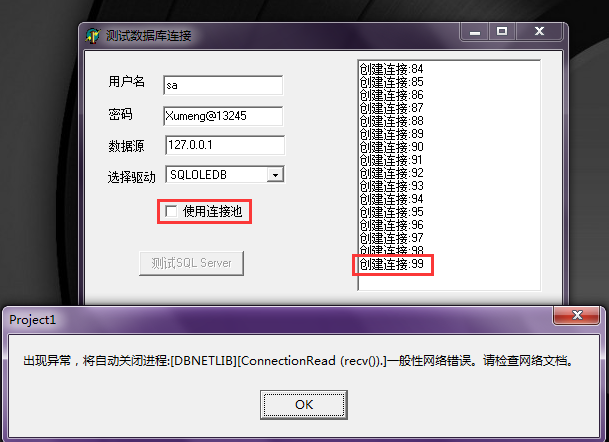 测试数据库连接
用户名
sa
密码
Xumeng@13245
数据源
127.0.0.1
选择驱动
SQLOLEDB
使用连接池
测试SQL Server
创建连接:84
创建连接:85
创建连接:86
创建连接:87
创建连接:88
创建连接:89
创建连接:90
创建连接:91
创建连接:92
创建连接:93
创建连接:94
创建连接:95
创建连接:96
创建连接:97
创建连接:98
创建连接:99
Project1
出现异常，将自动关闭进程:[DBNETLIB][ConnectionRead (recv()).]一般性网络错误。请检查网络文档。
OK